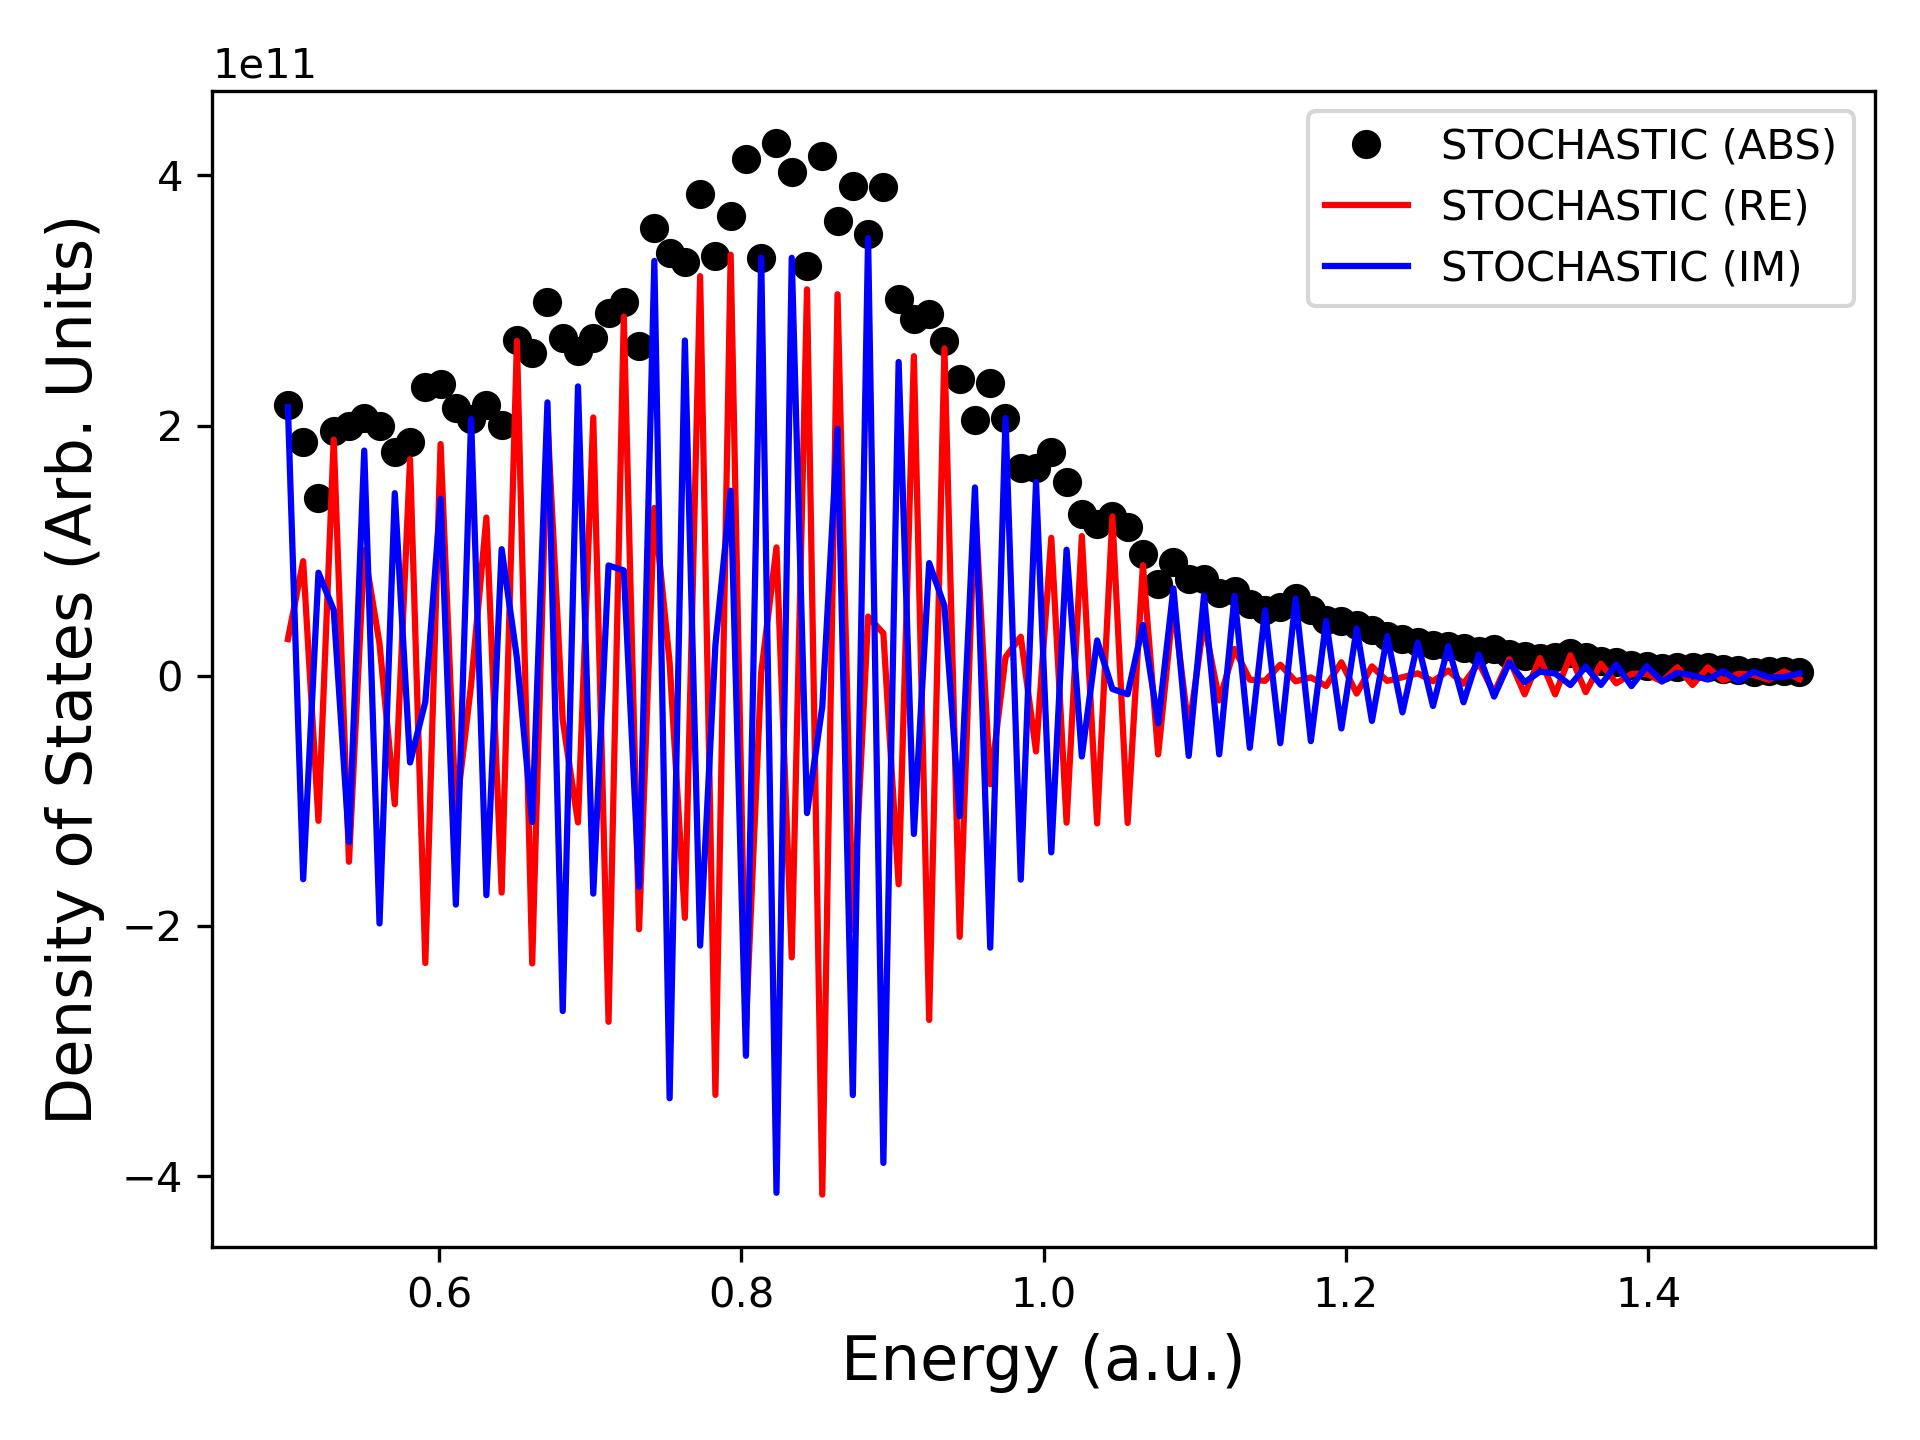 1e11
Density of States (Arb. Units)
4
2
0
−2
−4
STOCHASTIC (ABS)
STOCHASTIC (RE)
STOCHASTIC (IM)
0.6 0.8 1.0 1.2 1.4
Energy (a.u.)